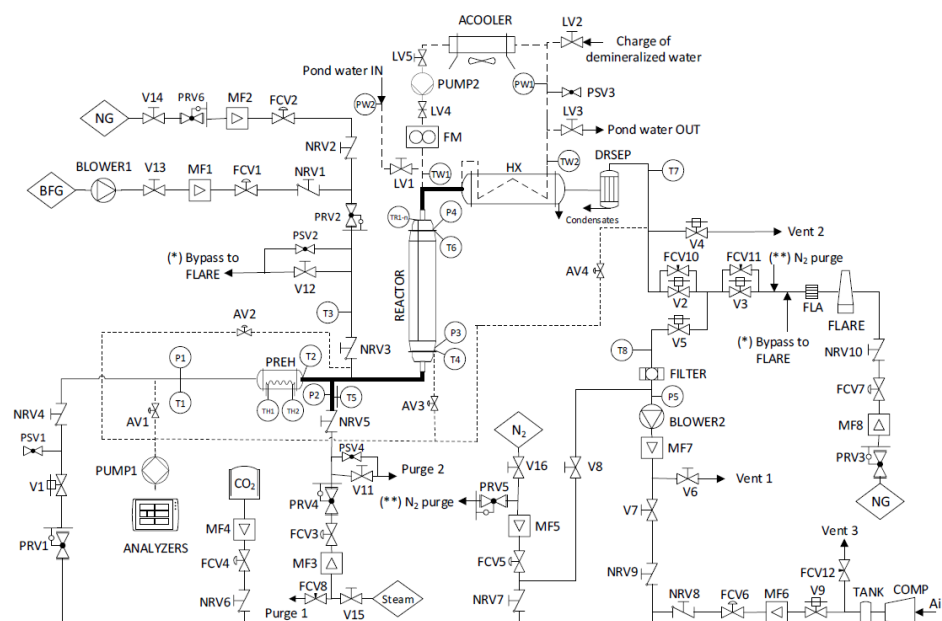 ACOOLER
LV2
Charge of
demineralized water
LV5
PUMP2
Pond water IN
PW1
PSV3
PW2
LV4
LV3
Pond water OUT
FM
V14
PRV6
MF2
FCV2
NG
NRV2
LV1
TW1
HX
TW2
DRSEP
T7
BLOWER1
V13
MF1
FCV1
NRV1
BFG
PRV2
Condensates
TR1-n
P4
T6
V4
Vent 2
PSV2
(*) Bypass to
FLARE
V12
AV4
FCV10
FCV11
(**) N2 purge
V2
V3
REACTOR
T3
AV2
V5
FLA
FLARE
(*) Bypass to
FLARE
P1
PREH
T2
NRV3
P3
T4
T8
NRV10
FILTER
T1
TH1
TH2
P2
T5
NRV4
AV1
NRV5
AV3
P5
FCV7
BLOWER2
PSV1
N2
MF8
PUMP1
PSV4
MF7
V1
Purge 2
V11
V16
V8
PRV3
CO2
PRV4
PRV5
(**) N2 purge
V6
Vent 1
NG
PRV1
ANALYZERS
MF4
FCV3
MF5
V7
Vent 3
FCV4
MF3
FCV5
FCV12
NRV9
FCV8
Steam
NRV6
Purge 1
V15
NRV7
NRV8
FCV6
MF6
V9
TANK
COMP
Ai